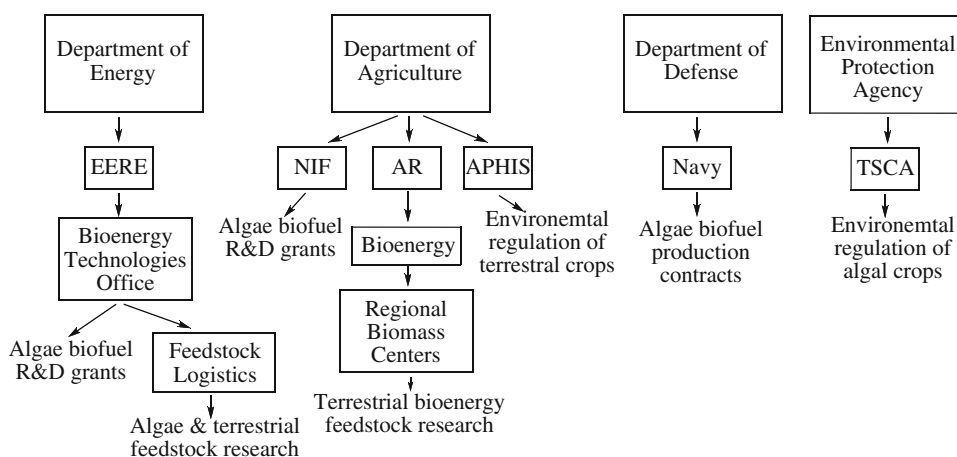 Department of
Energy
EERE
Bioenergy
Technologies
Office
Algae biofuel
R&D grants
Feedstock
Logistics
Algae & terrestrial
feedstock research
Department of
Agriculture
NIF
Algae biofuel
R&D grants
AR
Bioenergy
Regional
Biomass
Centers
Terrestrial bioenergy
feedstock research
APHIS
Environemtal
regulation of
terrestral crops
Department of
Defense
Navy
Algae biofuel
production
contracts
Environmental
Protection
Agency
TSCA
Environemtal
regulation of
algal crops